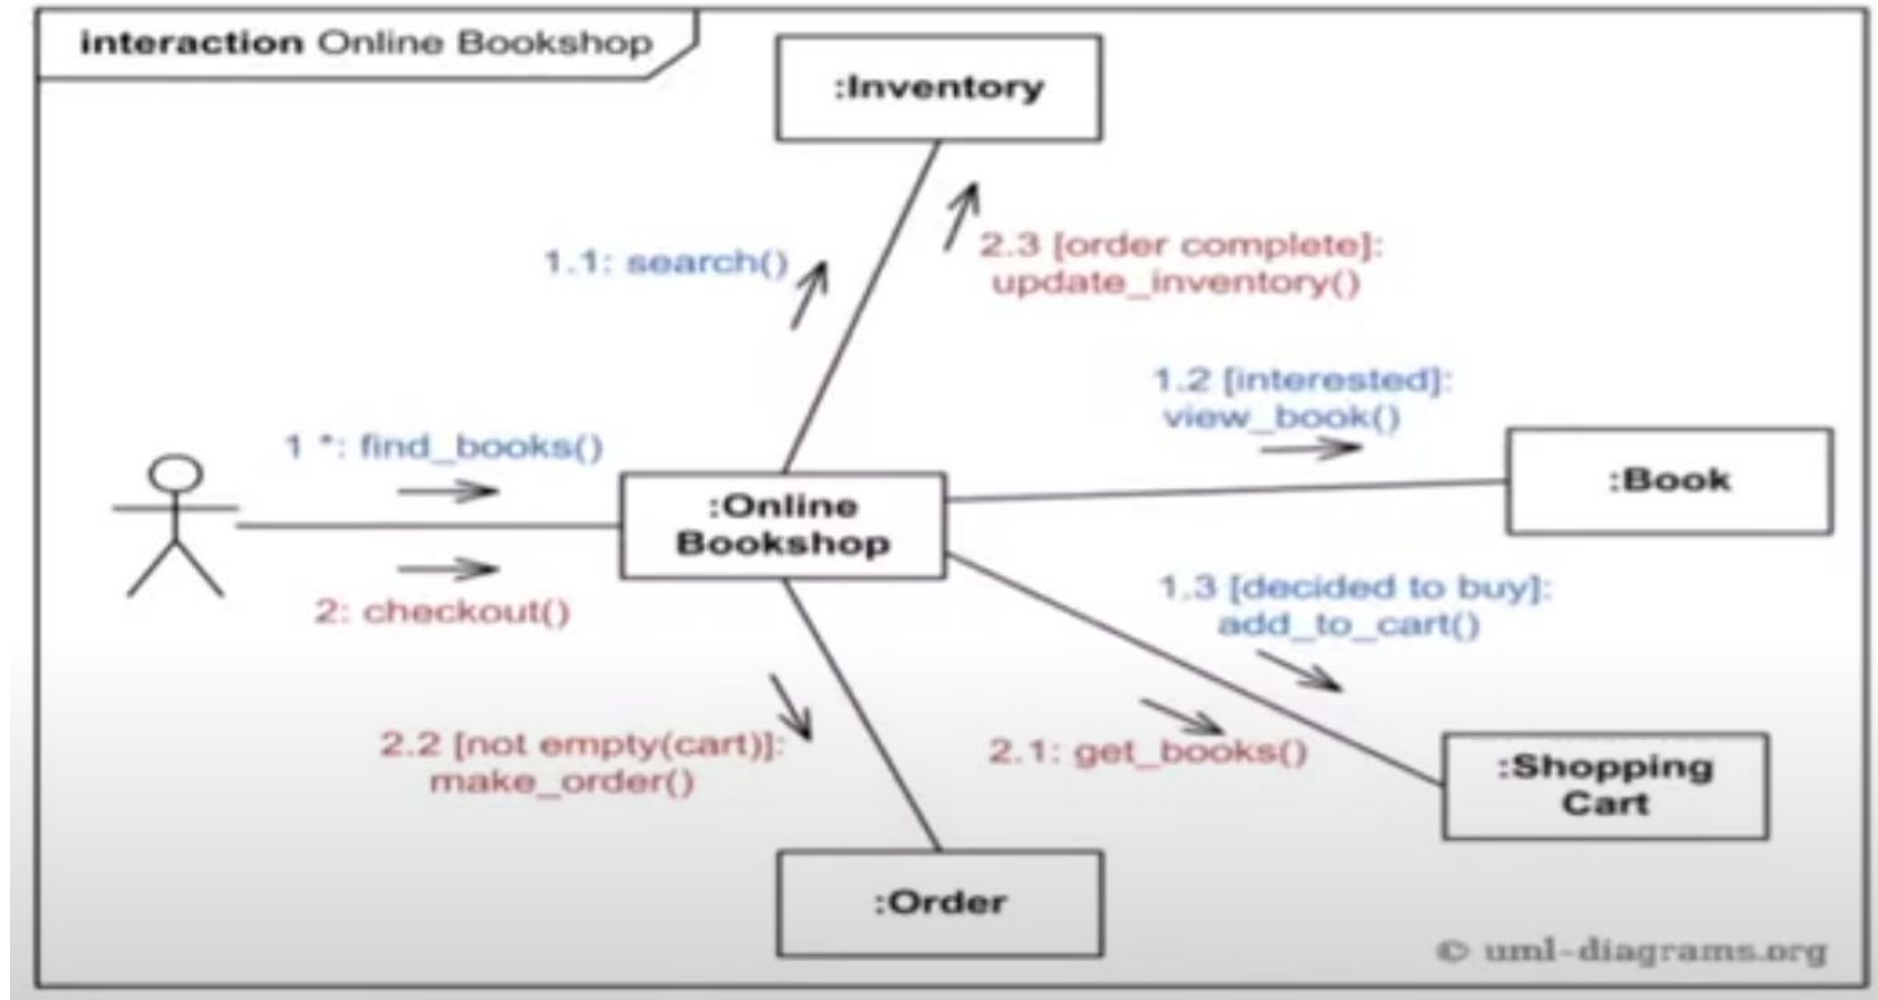 interaction Online Bookshop
:Inventory
1.1: search()
2.3 [order complete]:
update_inventory()
1.2 [interested]:
view_book()
1 *: find_books()
:Online
Bookshop
:Book
2: checkout()
1.3 [decided to buy]:
add_to_cart()
2.2 [not empty(cart)]:
make_order()
2.1: get_books()
:Shopping
Cart
:Order
© uml-diagrams.org